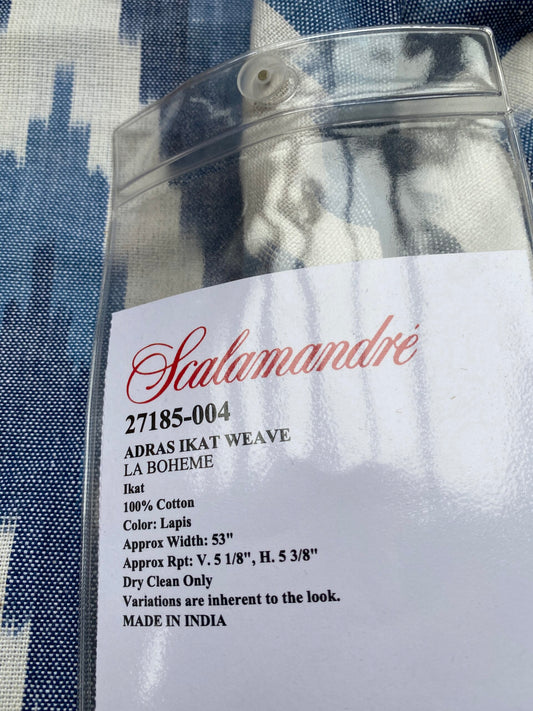 Scalamandré
27185-004
ADRAS IKAT WEAVE
LA BOHEME
Ikat
100% Cotton
Color: Lapis
Approx Width: 53"
Approx Rpt: V. 5 1/8", H. 5 3/8"
Dry Clean Only
Variations are inherent to the look.
MADE IN INDIA